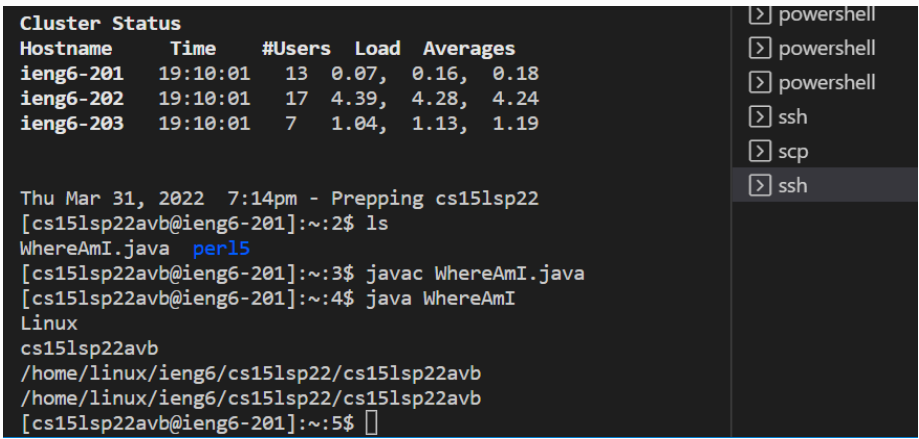 Cluster Status
Hostname Time #Users Load Averages
ieng6-201 19:10:01 13 0.07, 0.16, 0.18
ieng6-202 19:10:01 17 4.39, 4.28, 4.24
ieng6-203 19:10:01 7 1.04, 1.13, 1.19
Thu Mar 31, 2022 7:14pm - Prepping cs15lsp22
[cs15lsp22avb@ieng6-201]:~:2$ ls
WhereAmI.java perl5
[cs15lsp22avb@ieng6-201]:~:3$ javac WhereAmI.java
[cs15lsp22avb@ieng6-201]:~:4$ java WhereAmI
Linux
cs15lsp22avb
/home/linux/ieng6/cs15lsp22/cs15lsp22avb
/home/linux/ieng6/cs15lsp22/cs15lsp22avb
[cs15lsp22avb@ieng6-201]:~:5$
powershell
powershell
powershell
ssh
scp
ssh